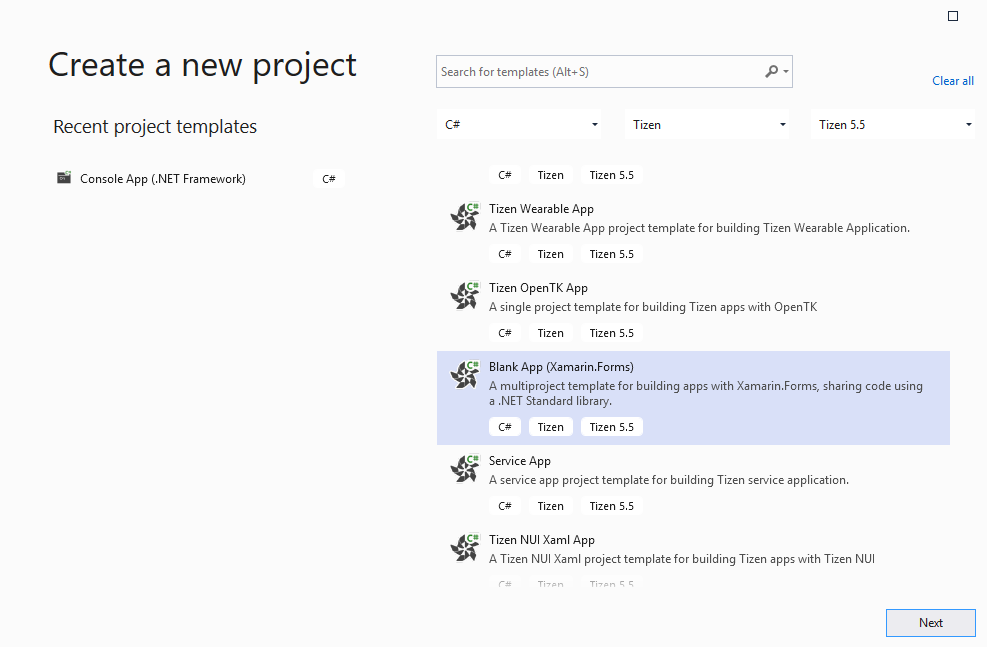 Create a new project
Search for templates (Alt+S)
Clear all
Recent project templates
C#
Tizen
Tizen 5.5
Console App (.NET Framework)
C#
C# Tizen Tizen 5.5
C#
Tizen Wearable App
A Tizen Wearable App project template for building Tizen Wearable Application.
C# Tizen Tizen 5.5
C#
Tizen OpenTK App
A single project template for building Tizen apps with OpenTK
C# Tizen Tizen 5.5
C#
Blank App (Xamarin.Forms)
A multiproject template for building apps with Xamarin.Forms, sharing code using
a .NET Standard library.
C# Tizen Tizen 5.5
C#
Service App
A service app project template for building Tizen service application.
C# Tizen Tizen 5.5
C#
Tizen NUI Xaml App
A Tizen NUI Xaml project template for building Tizen apps with Tizen NUI
C# Tizen Tizen 5.5
Next